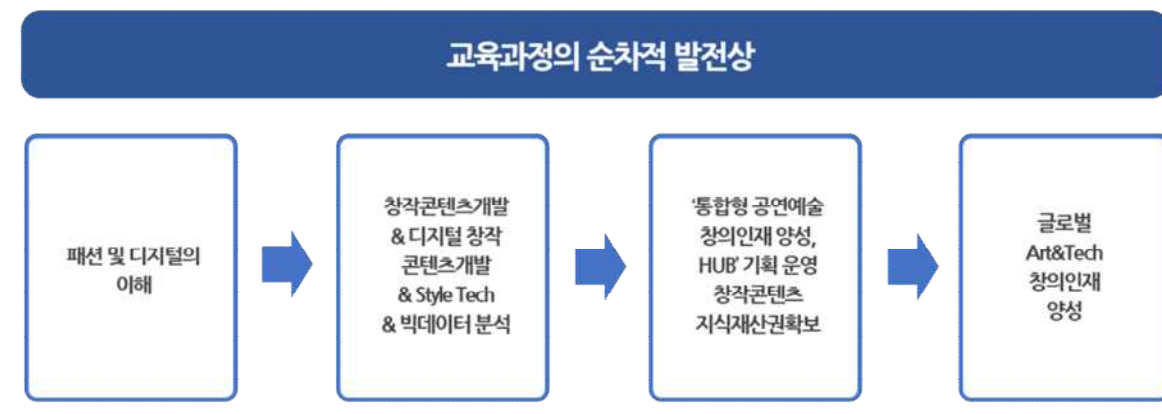 교육과정의 순차적 발전상
패션 및 디지털의
이해
창작콘텐츠개발
& 디지털 창작
콘텐츠개발
& Style Tech
& 빅데이터 분석
'통합형 공연예술
창의인재 양성,
HUB' 기획 운영
창작콘텐츠
지식재산권확보
글로벌
Art&Tech
창의인재
양성